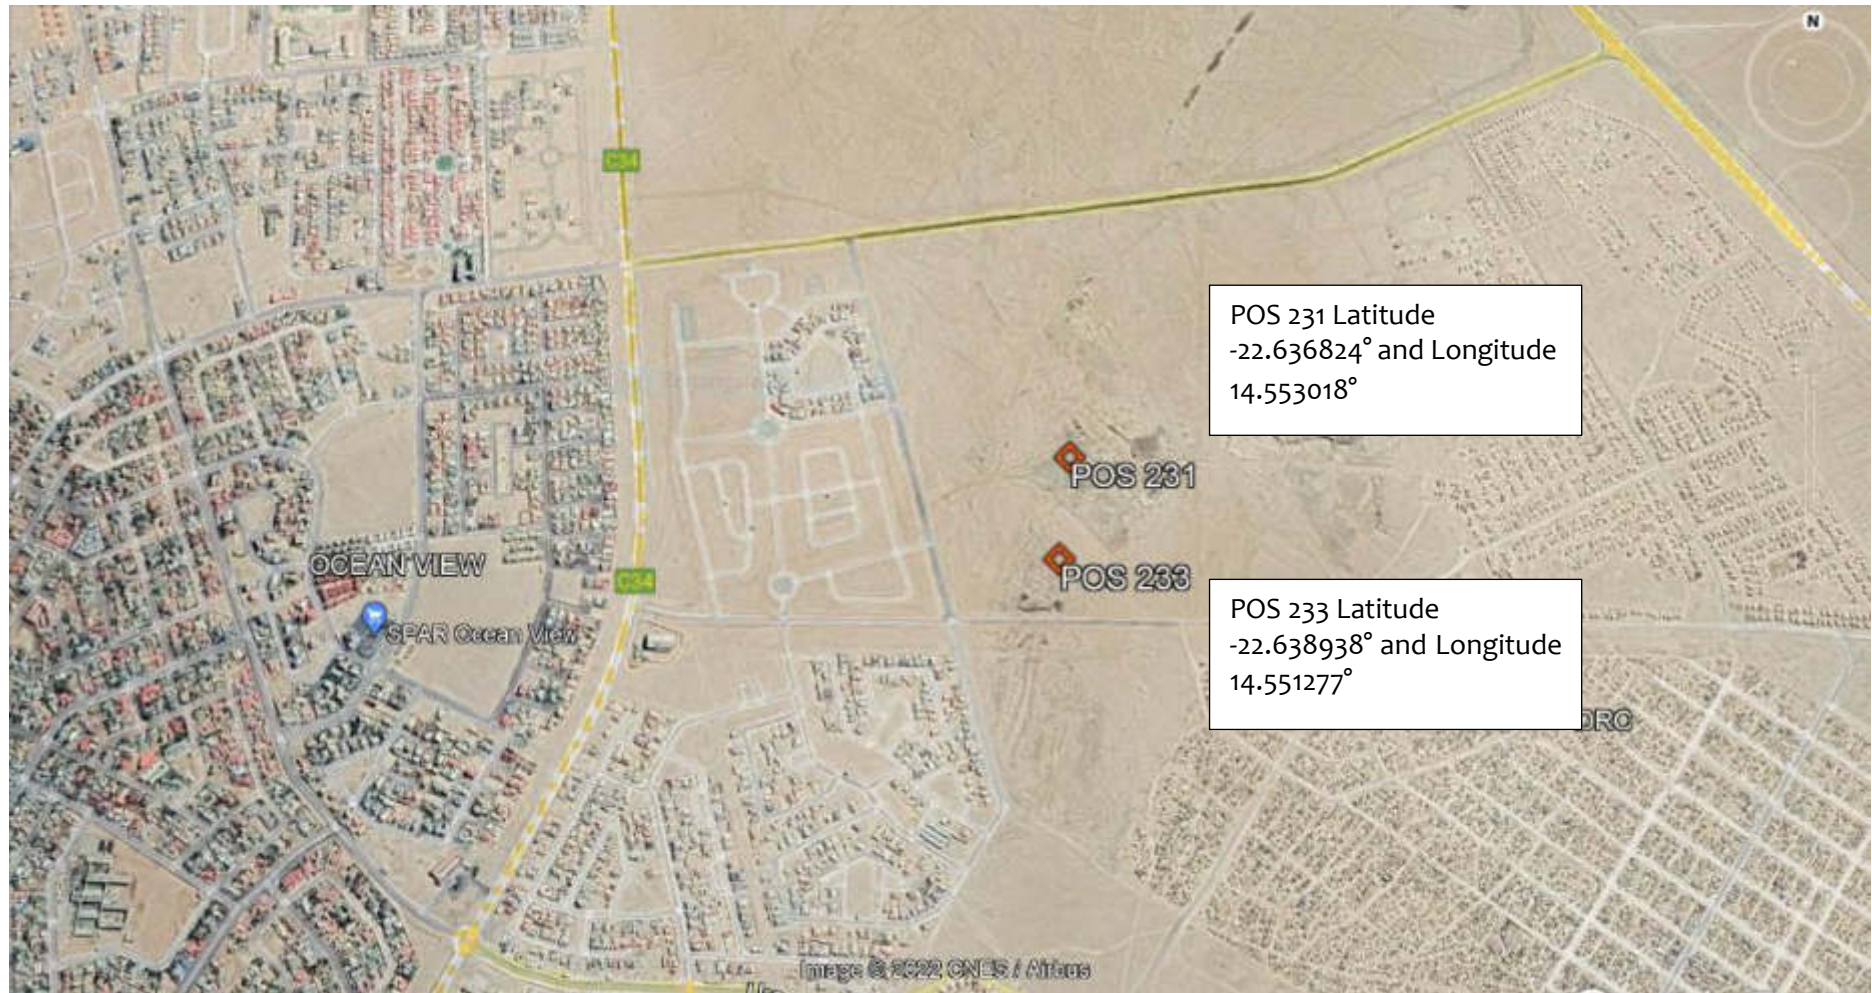 N
C34
POS 231 Latitude
-22.636824° and Longitude
14.553018°
POS 231
OCEAN VIEW
C34
POS 233
SPAR Ocean View
POS 233 Latitude
-22.638938° and Longitude
14.551277°
DRC
Image © 2022 CNES / Airbus